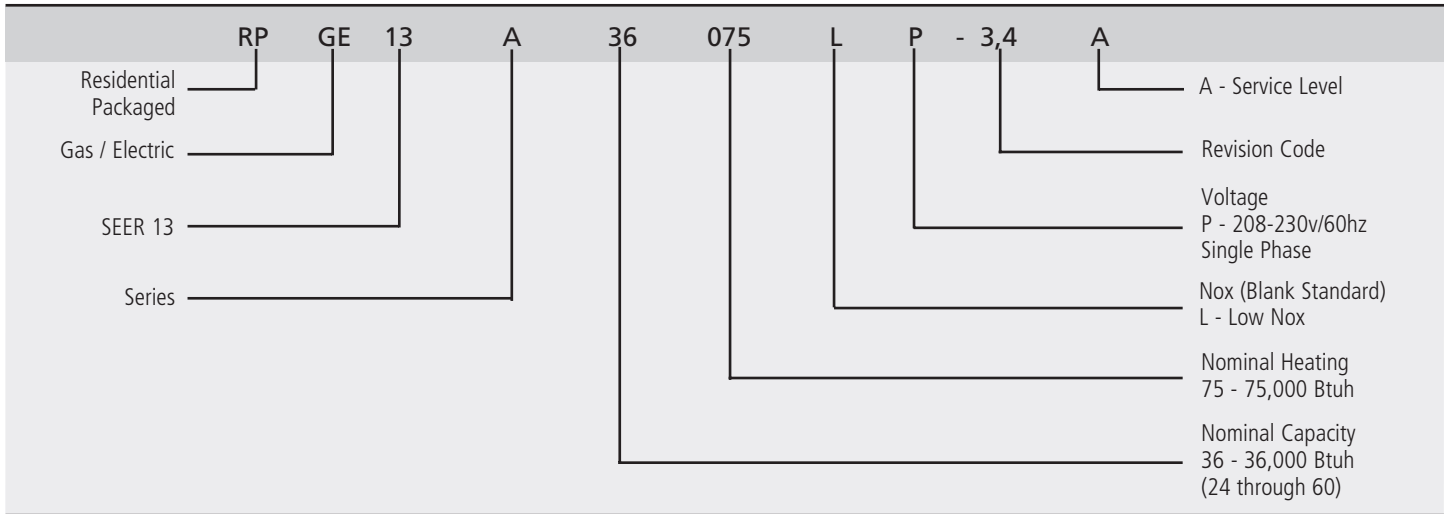 RP GE 13 A 36 075 L P - 3,4 A
Residential
Packaged
Gas / Electric
SEER 13
Series
A - Service Level
Revision Code
Voltage
P - 208-230v/60hz
Single Phase
Nox (Blank Standard)
L - Low Nox
Nominal Heating
75 - 75,000 Btuh
Nominal Capacity
36 - 36,000 Btuh
(24 through 60)